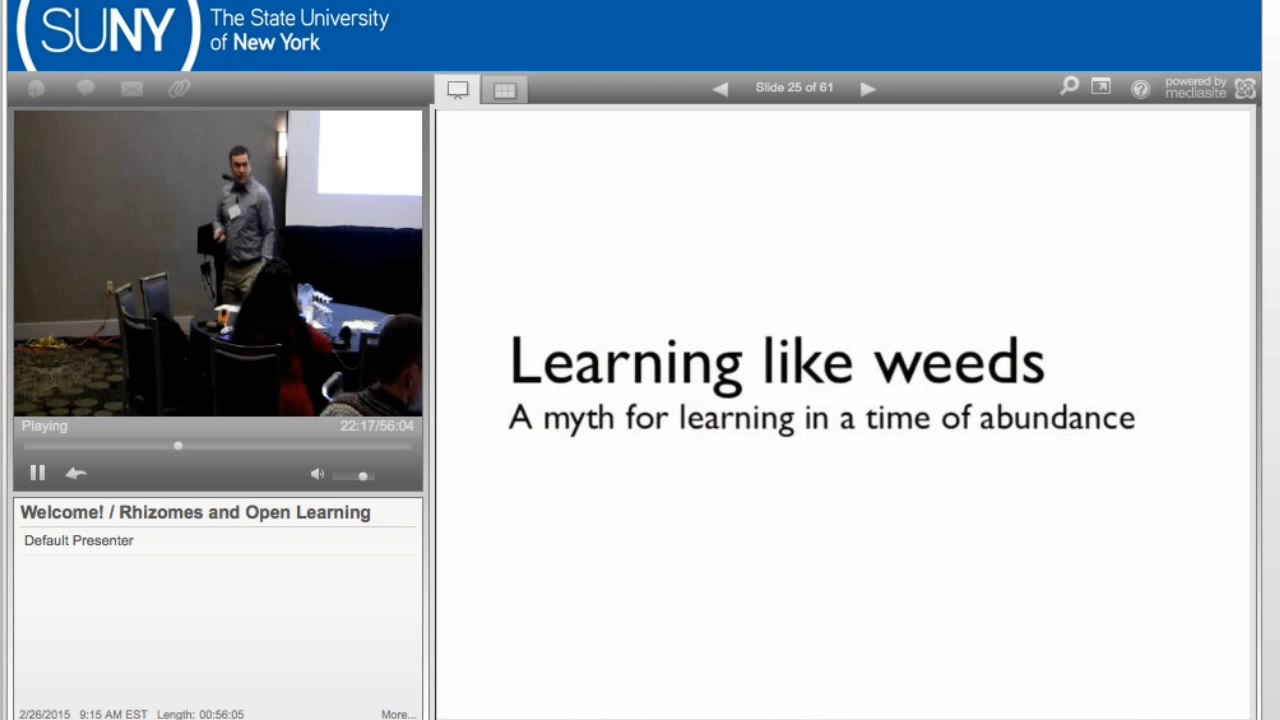 (SUNY)
The State University
of New York
Slide 25 of 61
powered by
mediasite
Learning like weeds
A myth for learning in a time of abundance
Playing
22:17/56:04
Welcome! / Rhizomes and Open Learning
Default Presenter
2/26/2015 9:15 AM EST Length: 00:56:05
More...